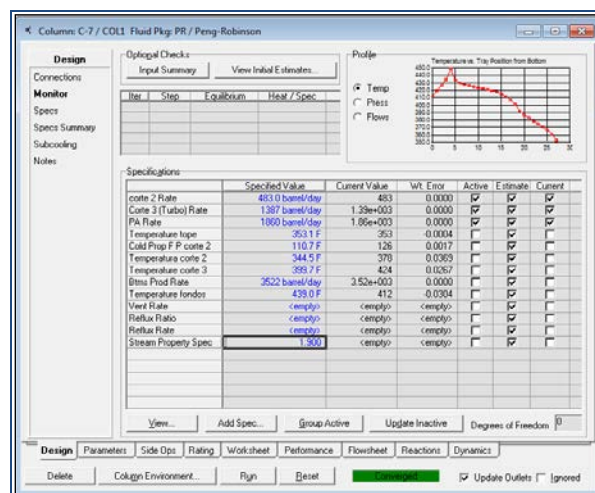 Column: C-7 / COL1 Fluid Pkg: PR / Peng-Robinson
Design
Connections
Monitor
Specs
Specs Summary
Subcooling
Notes
Optional Checks
Input Summary View Initial Estimates...
Iter Step Equilibrium Heat / Spec
Profile
Temp
Press
Flows
Temperature vs. Tray Position from Bottom
0 5 10 15 20 25 30
Specifications
Specified Value Current Value Wt. Error Active Estimate Current
corte 2 Rate 483.0 barrel/day 483 0.0000
Corte 3 (Turbo) Rate 1387 barrel/day 1.39e+003 0.0000
PA Rate 1860 barrel/day 1.86e+003 0.0000
Temperature tope 353.1 F 353 -0.0004
Cold Prop F P corte 2 110.7 F 126 0.0017
Temperatura corte 2 344.5 F 378 0.0369
Temperature corte 3 399.7 F 424 0.0267
Btms Prod Rate 3522 barrel/day 3.52e+003 0.0000
Temperature fondos 439.0 F 412 -0.0304
Vent Rate <empty> <empty> <empty>
Reflux Ratio <empty> <empty> <empty>
Reflux Rate <empty> <empty> <empty>
Stream Property Spec 1.900 <empty> <empty>
View... Add Spec... Group Active Update Inactive Degrees of Freedom 0
Design Parameters Side Ops Rating Worksheet Performance Flowsheet Reactions Dynamics
Delete Column Environment... Run Reset Converged Update Outlets Ignored